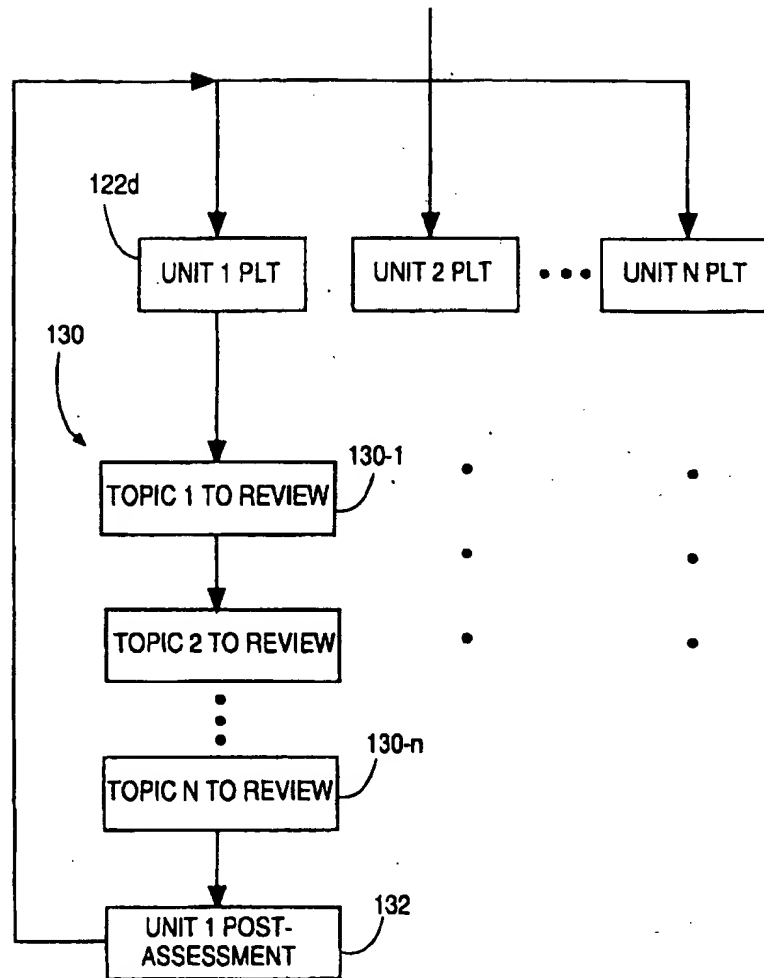 122d
UNIT 1 PLT
UNIT 2 PLT
UNIT N PLT
130
130-1
TOPIC 1 TO REVIEW
TOPIC 2 TO REVIEW
130-n
TOPIC N TO REVIEW
132
UNIT 1 POST-
ASSESSMENT